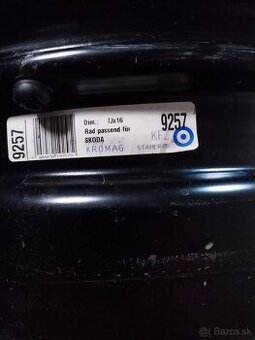 9257
Dim.: 7Jx16
Rad passend für
SKODA
KROMAG
9257
KFZ
STAHLRAD
© Bazos.sk